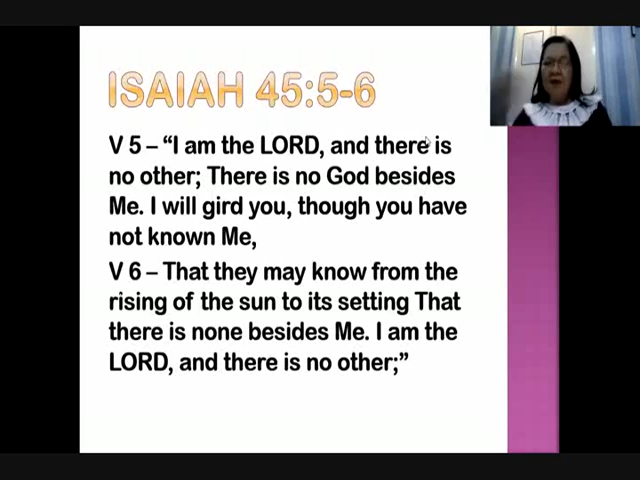 ISAIAH 45:5-6
V 5 – “I am the LORD, and there is
no other; There is no God besides
Me. I will gird you, though you have
not known Me,
V 6 – That they may know from the
rising of the sun to its setting That
there is none besides Me. I am the
LORD, and there is no other;”